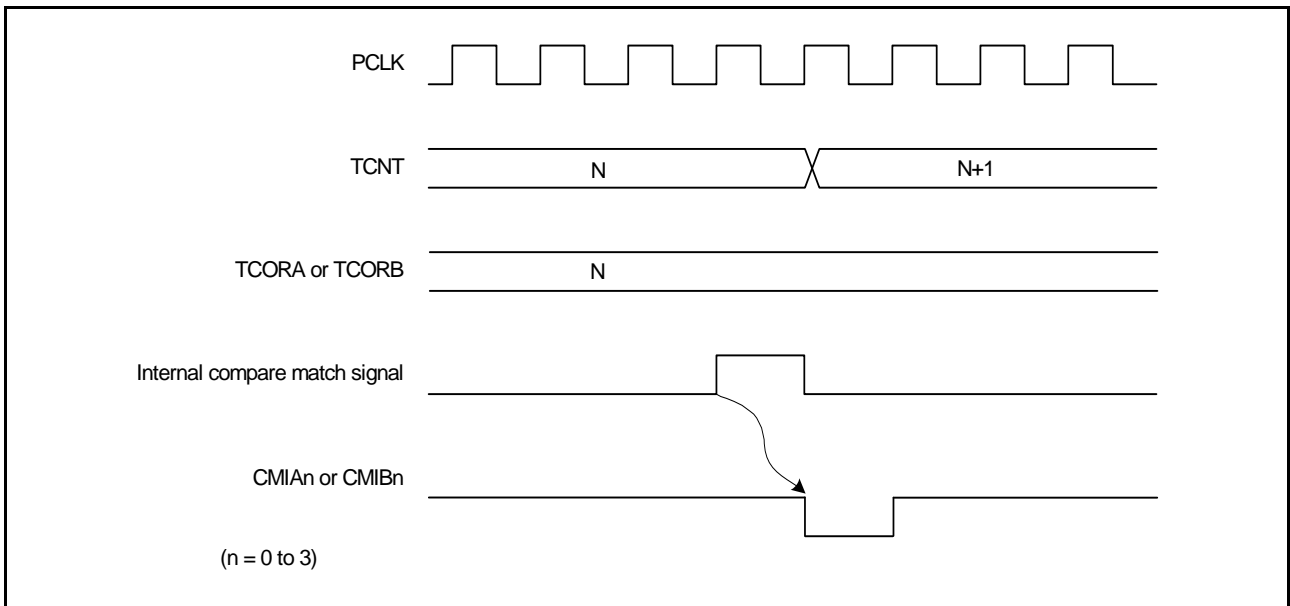 PCLK
TCNT
N
N+1
TCORA or TCORB
N
Internal compare match signal
CMIAn or CMIBn
(n = 0 to 3)